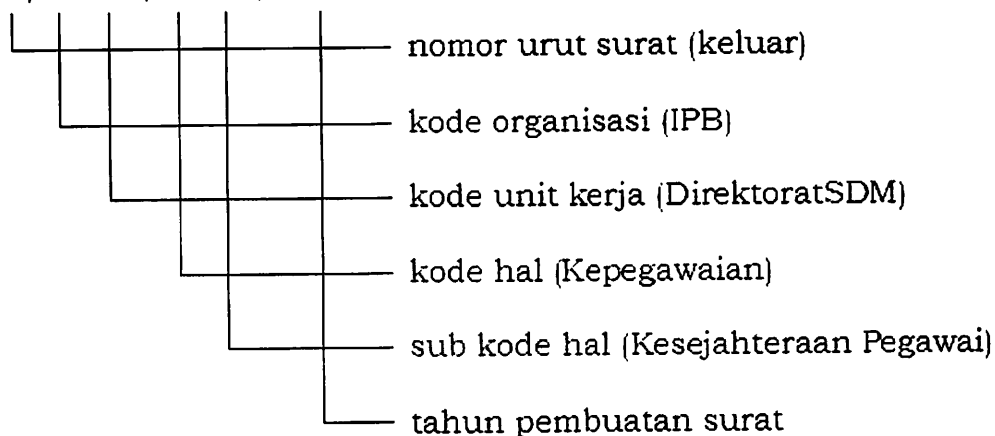 nomor urut surat (keluar)
kode organisasi (IPB)
kode unit kerja (DirektoratSDM)
kode hal (Kepegawaian)
sub kode hal (Kesejahteraan Pegawai)
tahun pembuatan surat